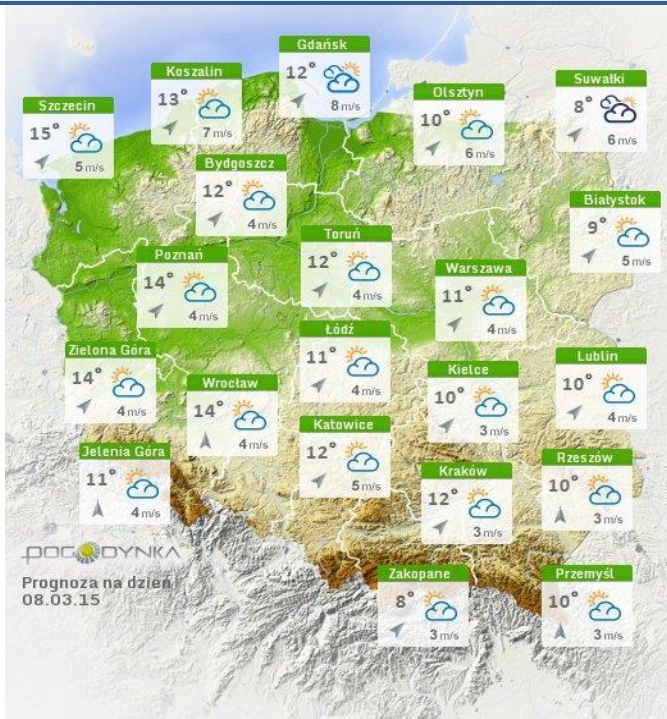 Gdańsk
12° 8 m/s
Koszalin
13° 7 m/s
Suwałki
8° 6 m/s
Olsztyn
10° 6 m/s
Szczecin
15° 5 m/s
Bydgoszcz
12° 4 m/s
Białystok
9° 5 m/s
Toruń
12° 4 m/s
Poznań
14° 4 m/s
Warszawa
11° 4 m/s
Łódź
11° 4 m/s
Zielona Góra
14° 4 m/s
Lublin
10° 4 m/s
Kielce
10° 3 m/s
Wrocław
14° 4 m/s
Katowice
12° 5 m/s
Jelenia Góra
11° 4 m/s
Rzeszów
10° 3 m/s
Kraków
12° 3 m/s
POGODYNKA
Prognoza na dzień
08.03.15
Zakopane
8° 3 m/s
Przemyśl
10° 3 m/s